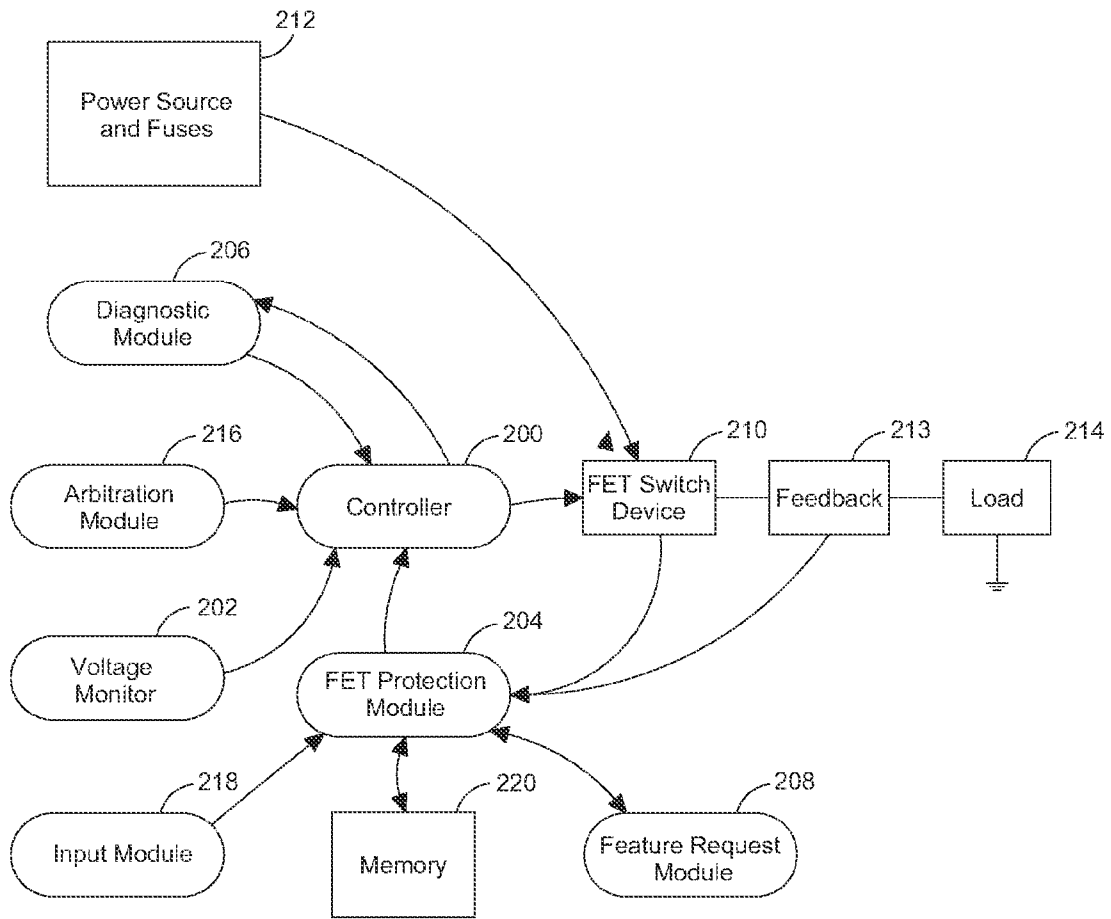 212
Power Source
and Fuses
206
Diagnostic
Module
216
Arbitration
Module
200
Controller
210
FET Switch
Device
213
Feedback
214
Load
202
Voltage
Monitor
204
FET Protection
Module
218
Input Module
220
Memory
208
Feature Request
Module